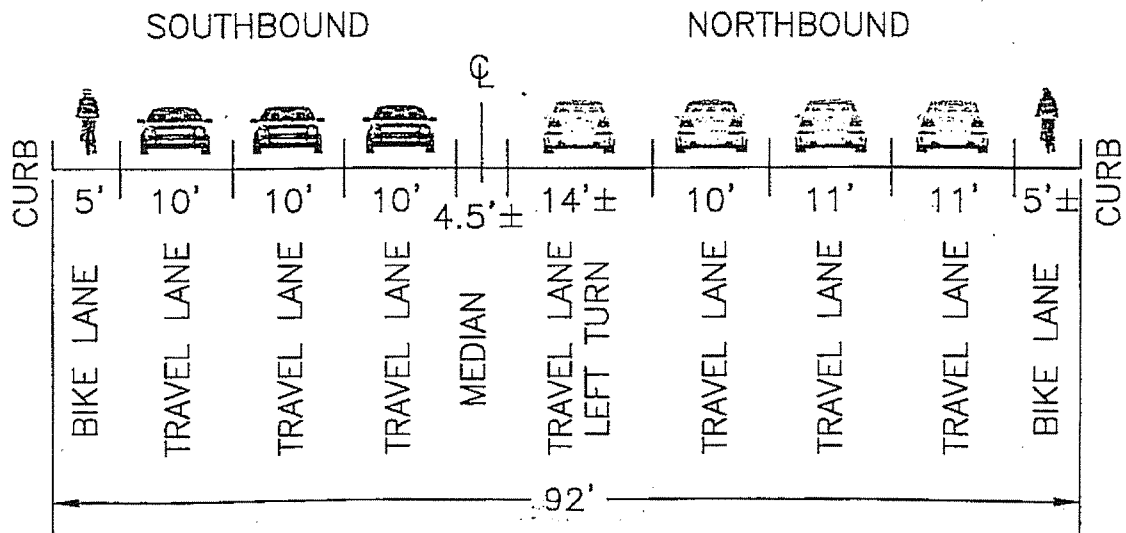 SOUTHBOUND
NORTHBOUND
℄
CURB
5'
10'
10'
10'
4.5'±
14'±
10'
11'
11'
5'±
CURB
BIKE LANE
TRAVEL LANE
TRAVEL LANE
TRAVEL LANE
MEDIAN
TRAVEL LANE
LEFT TURN
TRAVEL LANE
TRAVEL LANE
TRAVEL LANE
BIKE LANE
92'